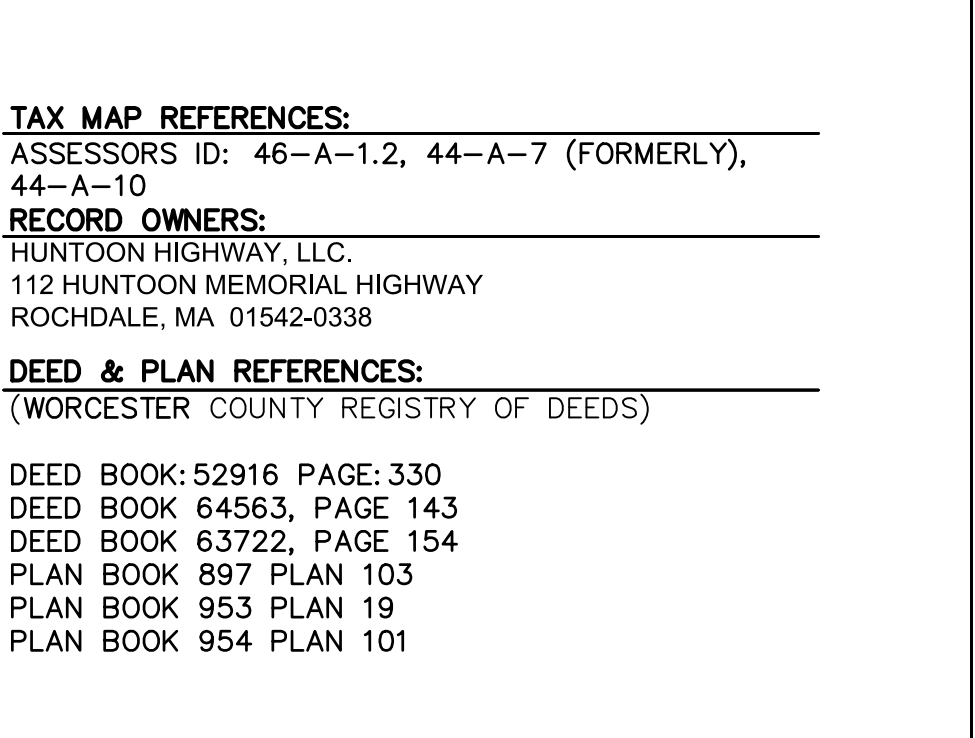 TAX MAP REFERENCES:
ASSESSORS ID: 46-A-1.2, 44-A-7 (FORMERLY),
44-A-10
RECORD OWNERS:
HUNTOON HIGHWAY, LLC.
112 HUNTOON MEMORIAL HIGHWAY
ROCHDALE, MA 01542-0338
DEED & PLAN REFERENCES:
(WORCESTER COUNTY REGISTRY OF DEEDS)
DEED BOOK: 52916 PAGE: 330
DEED BOOK 64563, PAGE 143
DEED BOOK 63722, PAGE 154
PLAN BOOK 897 PLAN 103
PLAN BOOK 953 PLAN 19
PLAN BOOK 954 PLAN 101